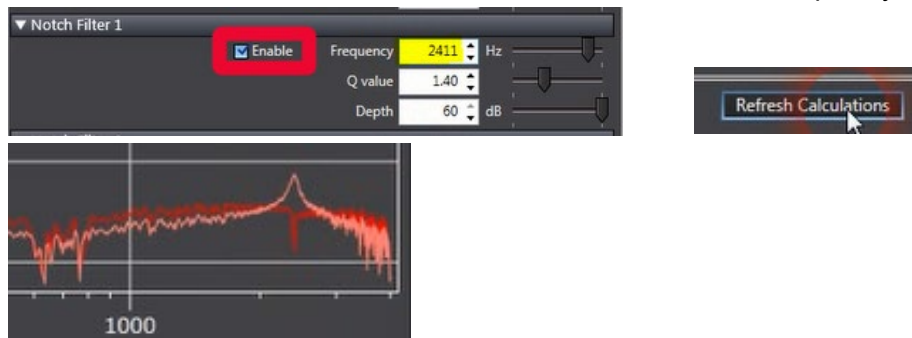 ▼ Notch Filter 1
Enable Frequency 2411 Hz
Q value 1.40
Depth 60 dB
Refresh Calculations
1000